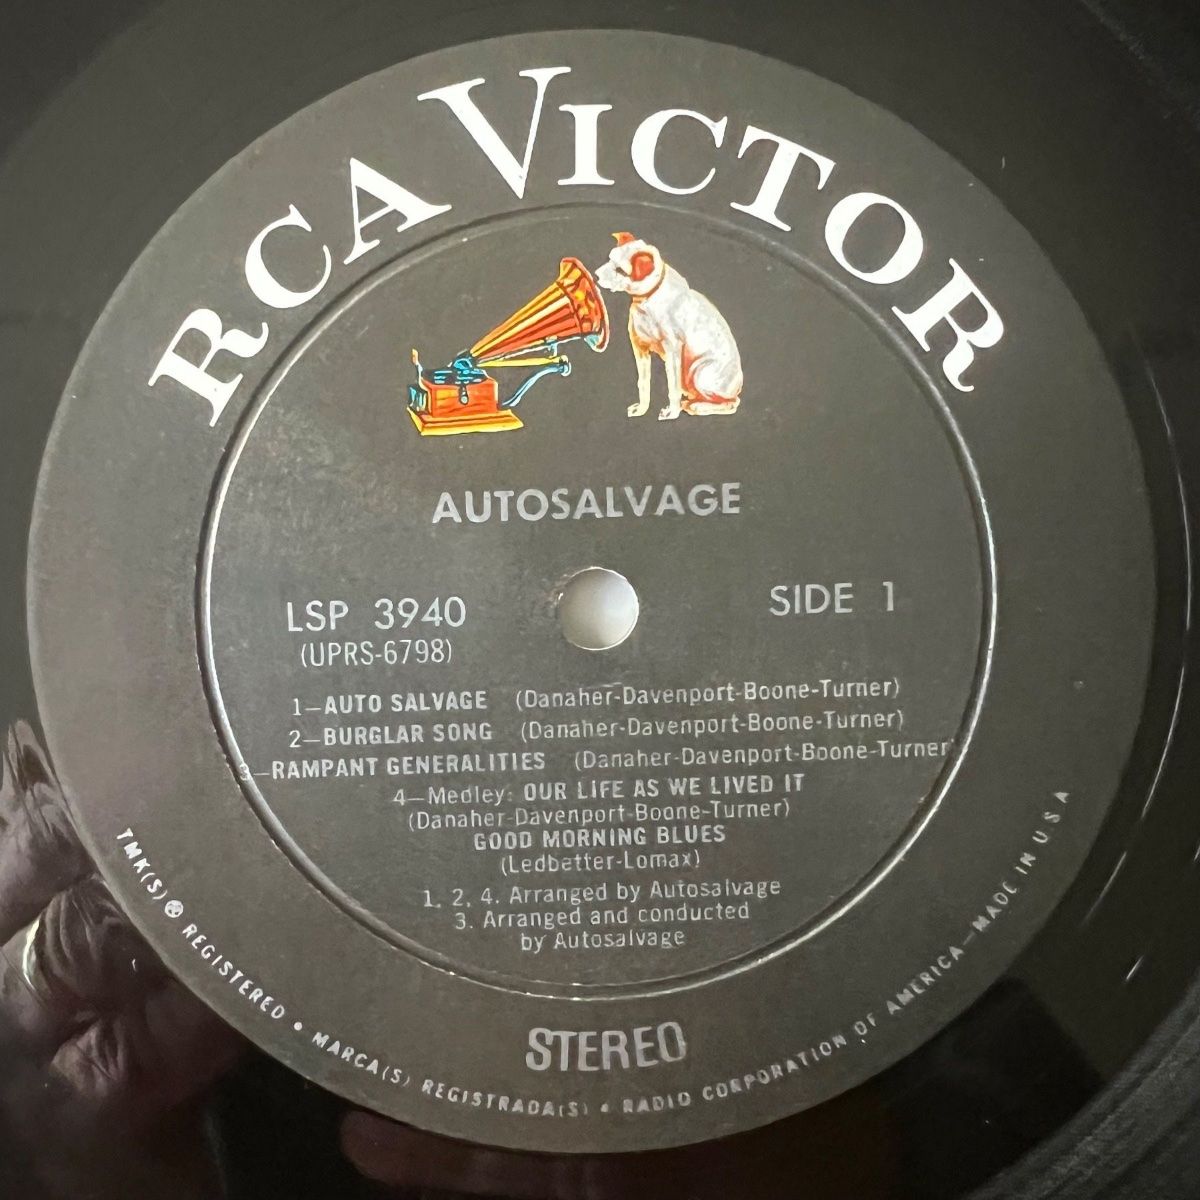 RCA VICTOR
AUTOSALVAGE
LSP 3940
(UPRS-6798)
SIDE 1
1—AUTO SALVAGE (Danaher-Davenport-Boone-Turner)
2—BURGLAR SONG (Danaher-Davenport-Boone-Turner)
3—RAMPANT GENERALITIES (Danaher-Davenport-Boone-Turner)
4—Medley: OUR LIFE AS WE LIVED IT
(Danaher-Davenport-Boone-Turner)
GOOD MORNING BLUES
(Ledbetter-Lomax)
1, 2, 4. Arranged by Autosalvage
3. Arranged and conducted
by Autosalvage
STEREO
TMK(S) ® REGISTERED • MARCA(S) REGISTRADA(S) • RADIO CORPORATION OF AMERICA—MADE IN U.S.A